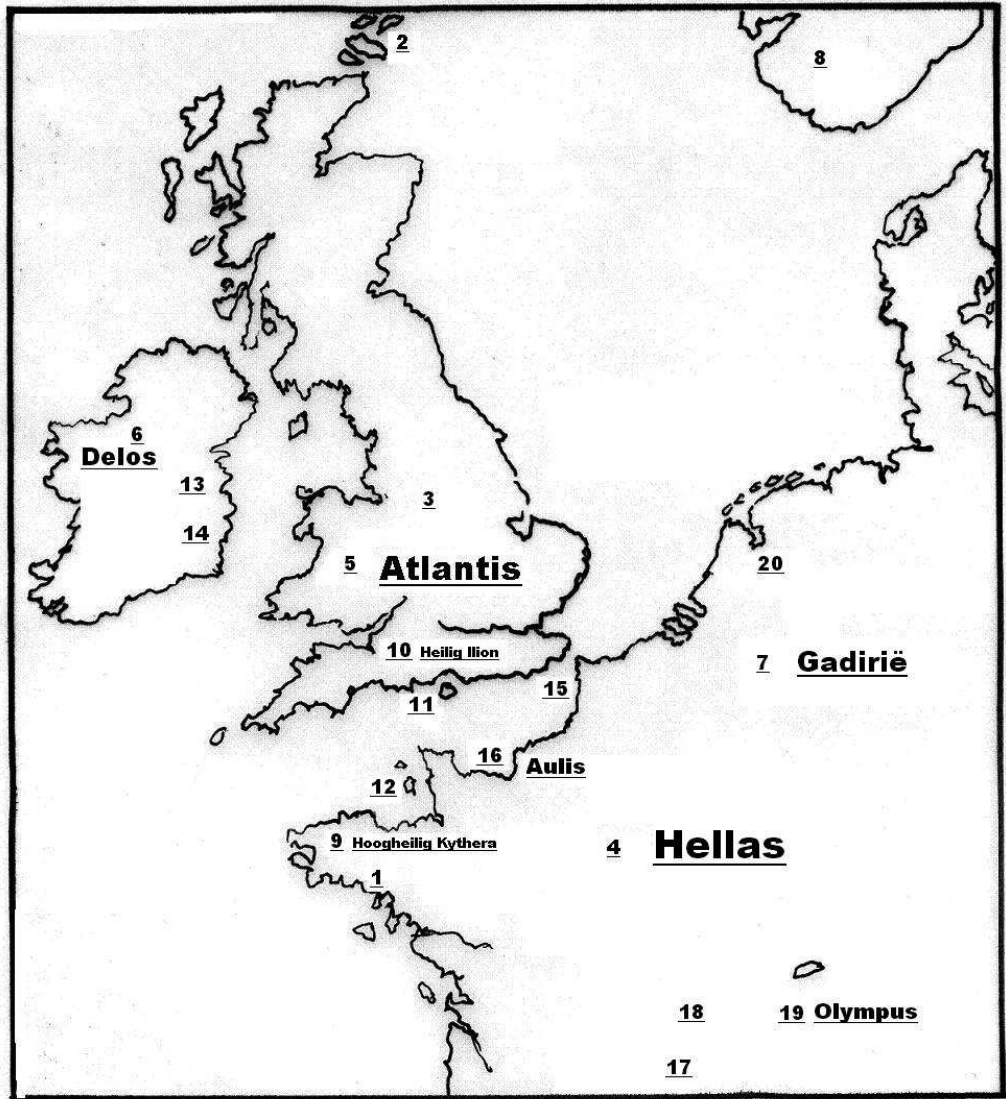 2
8
6
Delos
13
3
14
5 Atlantis
20
10 Heilig Ilion
7 Gadirië
15
11
16
Aulis
12
9 Hoogheilig Kythera
4 Hellas
1
18
19 Olympus
17